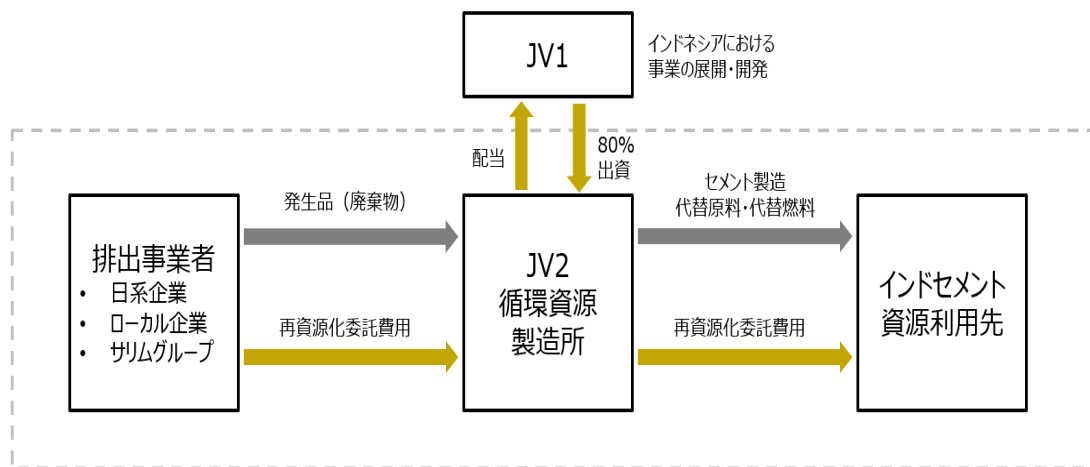 JV1
インドネシアにおける
事業の展開・開発
配当
80%
出資
発生品（廃棄物）
セメント製造
代替原料・代替燃料
排出事業者
• 日系企業
• ローカル企業
• サリムグループ
JV2
循環資源
製造所
インドセメント
資源利用先
再資源化委託費用
再資源化委託費用